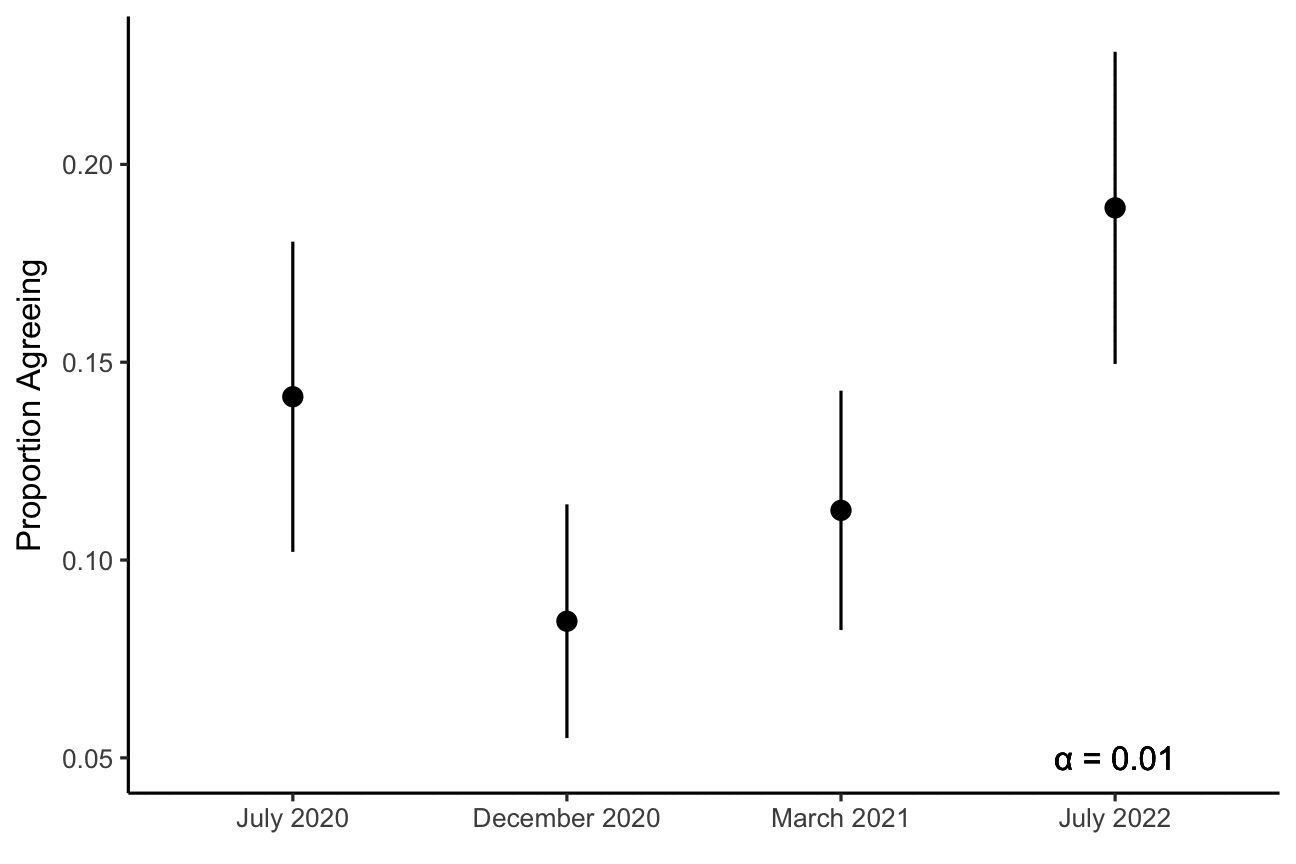 Proportion Agreeing
0.20
0.15
0.10
0.05
α = 0.01
July 2020
December 2020
March 2021
July 2022